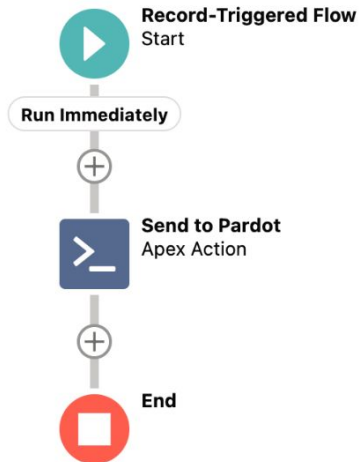 Record-Triggered Flow
Start
Run Immediately
Send to Pardot
Apex Action
End